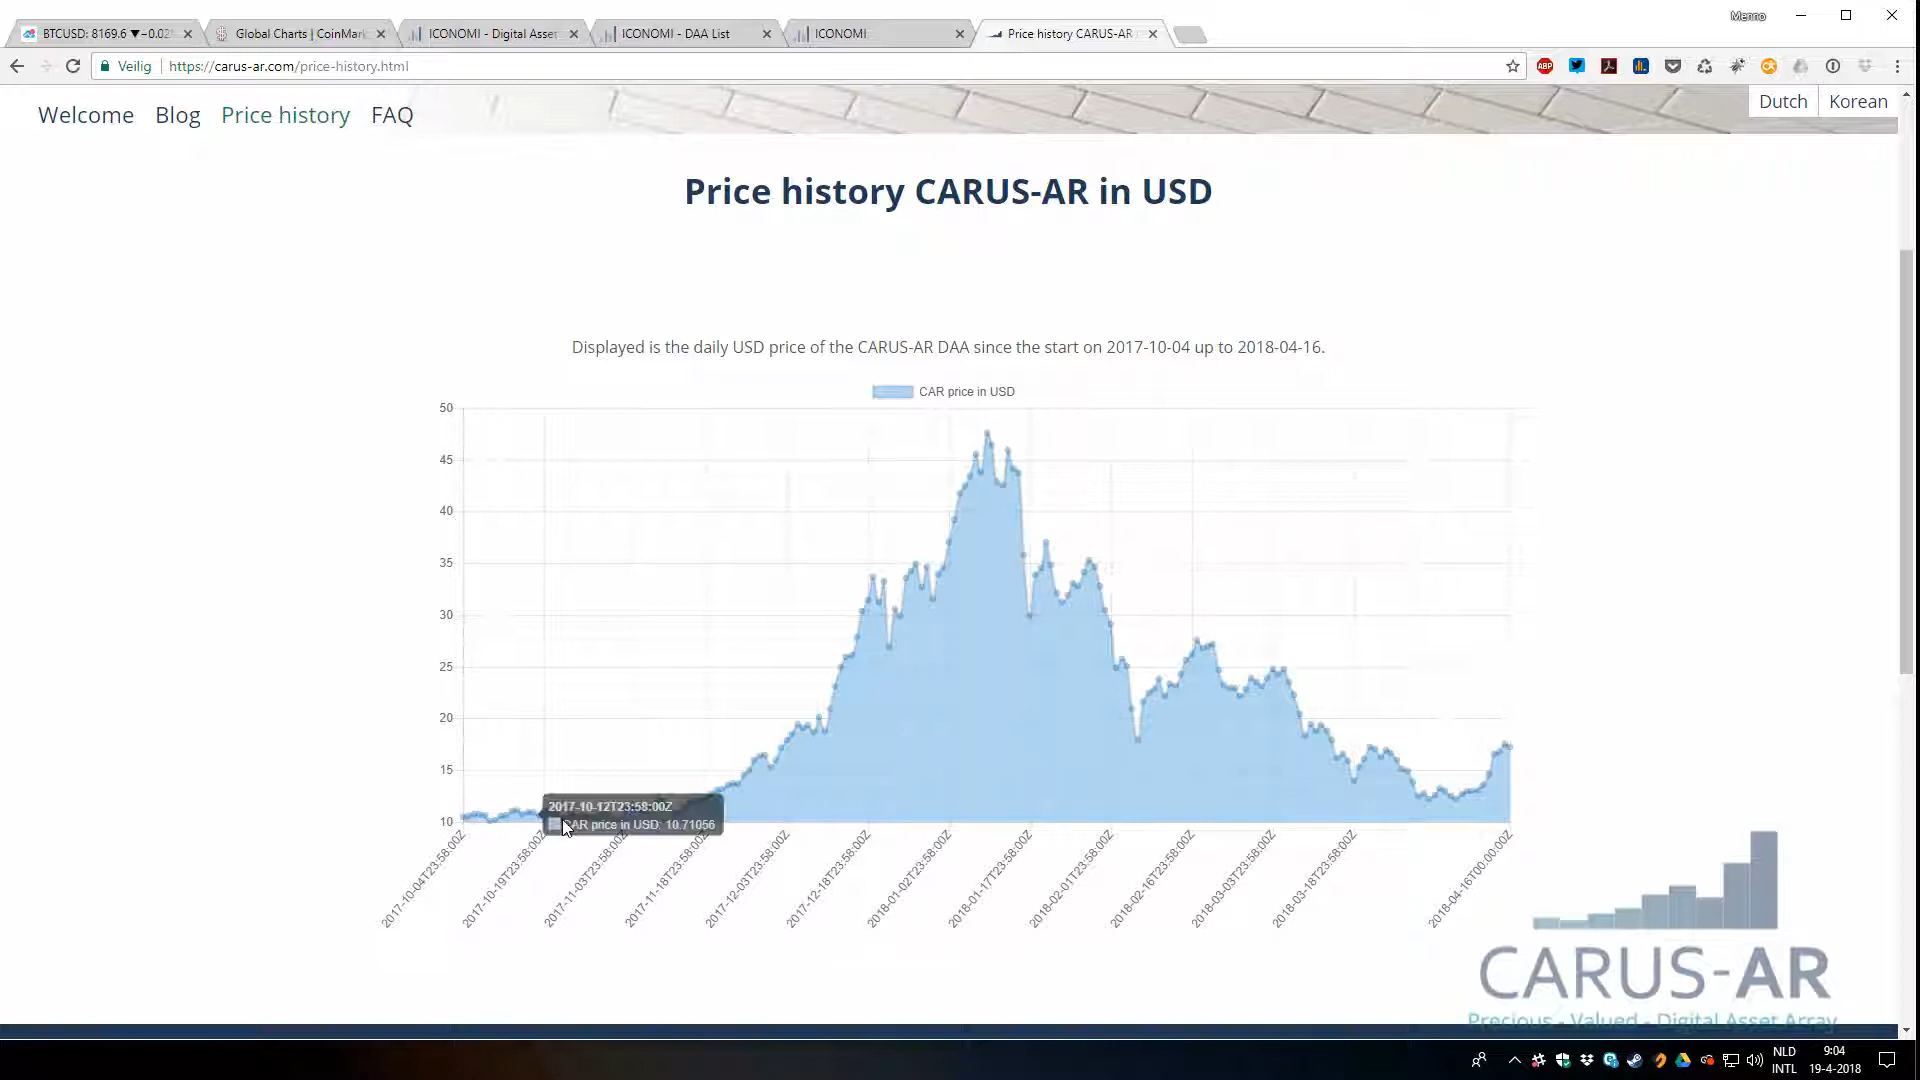 Menno
BTCUSD: 8169.6 ▼−0.02
Global Charts | CoinMark
ICONOMI - Digital Asset
ICONOMI - DAA List
ICONOMI
Price history CARUS-AR
Veilig
https://carus-ar.com/price-history.html
ABP
Welcome
Blog
Price history
FAQ
Dutch
Korean
Price history CARUS-AR in USD
Displayed is the daily USD price of the CARUS-AR DAA since the start on 2017-10-04 up to 2018-04-16.
CAR price in USD
50
45
40
35
30
25
20
15
10
2017-10-12T23:58:00Z
CAR price in USD: 10.71056
2017-10-04T23:58:00Z
2017-10-19T23:58:00Z
2017-11-03T23:58:00Z
2017-11-18T23:58:00Z
2017-12-03T23:58:00Z
2017-12-18T23:58:00Z
2018-01-02T23:58:00Z
2018-01-17T23:58:00Z
2018-02-01T23:58:00Z
2018-02-16T23:58:00Z
2018-03-03T23:58:00Z
2018-03-18T23:58:00Z
2018-04-16T00:00:00Z
CARUS-AR
Precious - Valued - Digital Asset Array
NLD
INTL
9:04
19-4-2018